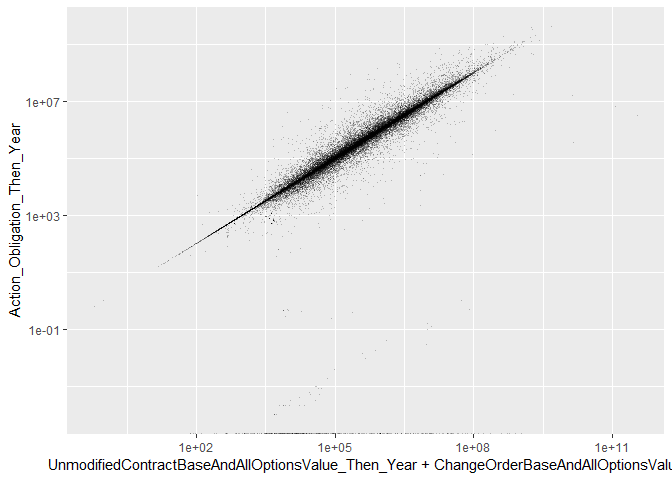 Action_Obligation_Then_Year
1e+07
1e+03
1e-01
1e+02
1e+05
1e+08
1e+11
UnmodifiedContractBaseAndAllOptionsValue_Then_Year + ChangeOrderBaseAndAllOptionsValu